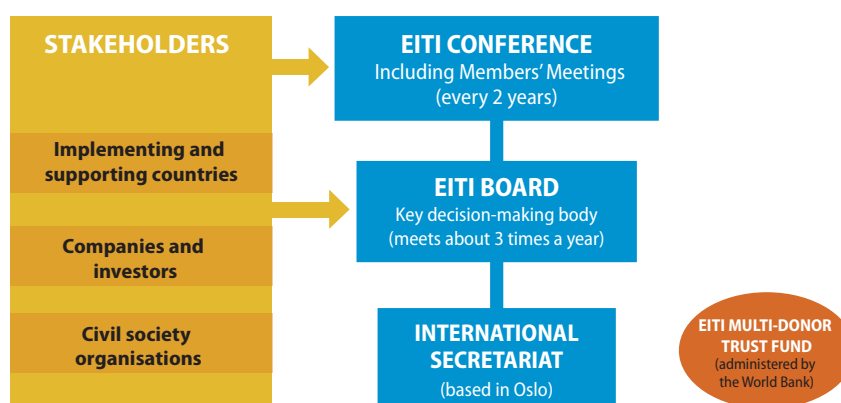 STAKEHOLDERS
Implementing and
supporting countries
Companies and
investors
Civil society
organisations
EITI CONFERENCE
Including Members’ Meetings
(every 2 years)
EITI BOARD
Key decision-making body
(meets about 3 times a year)
INTERNATIONAL
SECRETARIAT
(based in Oslo)
EITI MULTI-DONOR
TRUST FUND
(administered by
the World Bank)